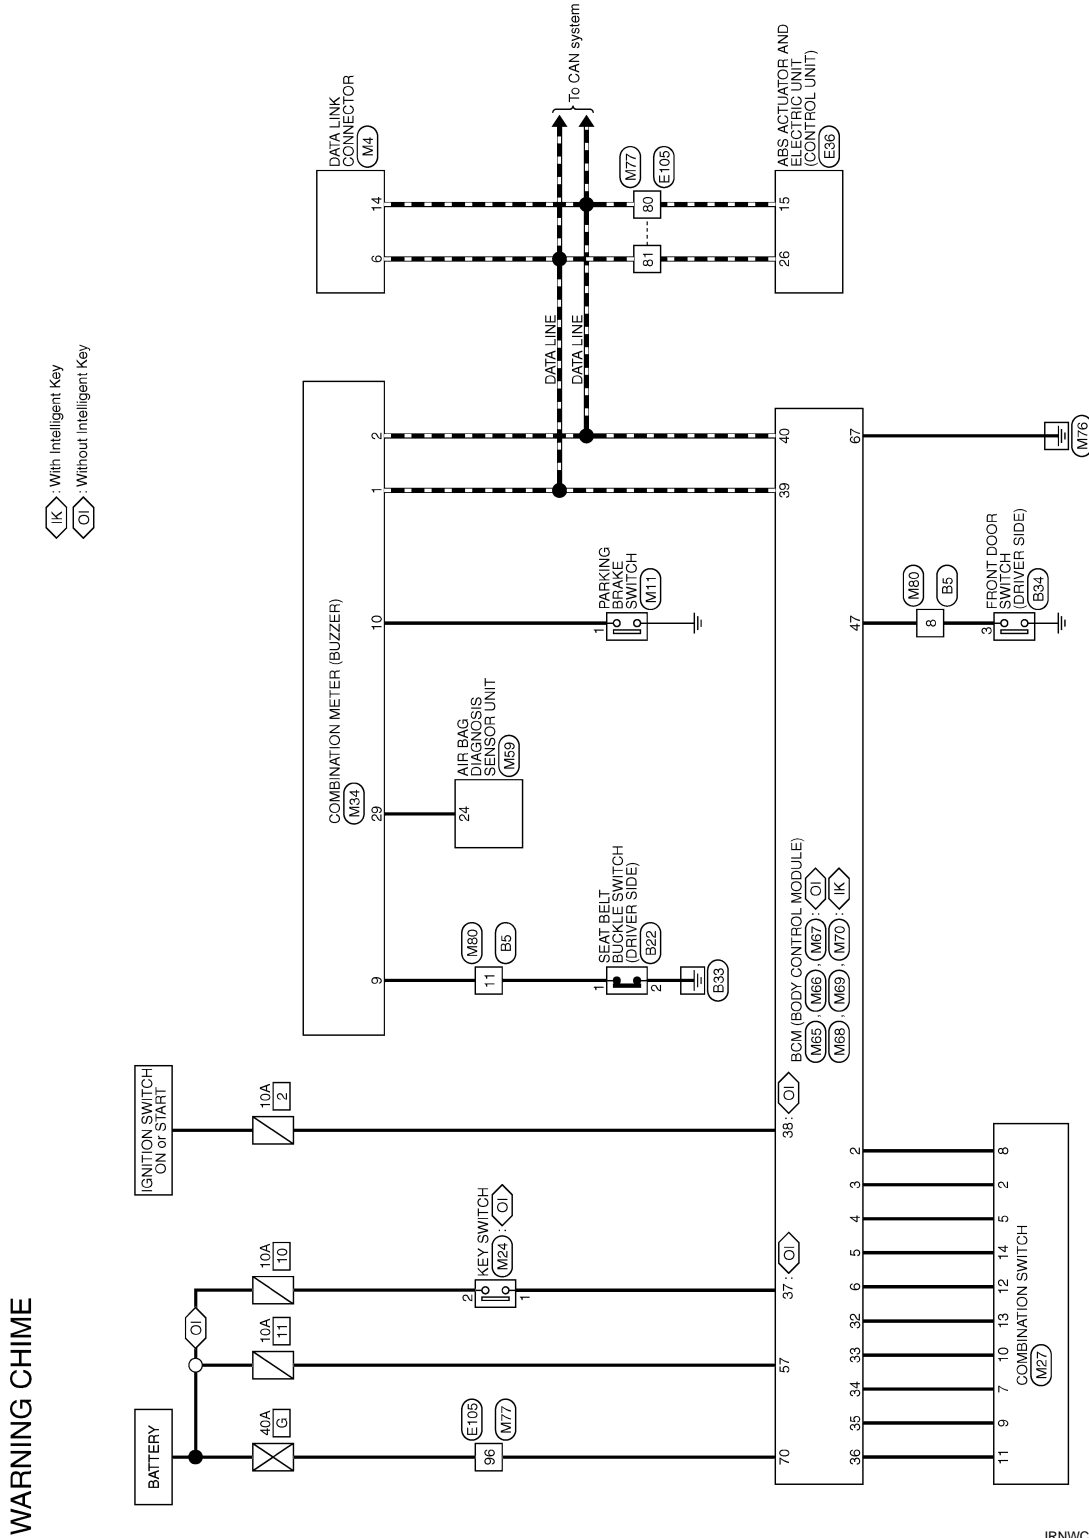 WARNING CHIME
IK : With Intelligent Key
OI : Without Intelligent Key
BATTERY
IGNITION SWITCH
ON or START
OI
40A
G
10A
11
10A
10
10A
2
E105
M77
96
KEY SWITCH
M24 : OI
2
1
COMBINATION METER (BUZZER)
M34
9
29
10
1
2
M80
B5
11
SEAT BELT
BUCKLE SWITCH
(DRIVER SIDE)
B22
1
2
B33
AIR BAG
DIAGNOSIS
SENSOR UNIT
M59
24
PARKING
BRAKE
SWITCH
M11
1
DATA LINK
CONNECTOR
M4
6
14
DATA LINE
DATA LINE
To CAN system
M77
E105
81
80
ABS ACTUATOR AND
ELECTRIC UNIT
(CONTROL UNIT)
E36
26
15
70
57
37 : OI
38 : OI
39
40
BCM (BODY CONTROL MODULE)
M65 , M66 , M67 : OI
M68 , M69 , M70 : IK
36
35
34
33
32
6
5
4
3
2
47
67
11
9
7
10
13
12
14
5
2
8
COMBINATION SWITCH
M27
M80
B5
8
FRONT DOOR
SWITCH
(DRIVER SIDE)
B34
3
M76